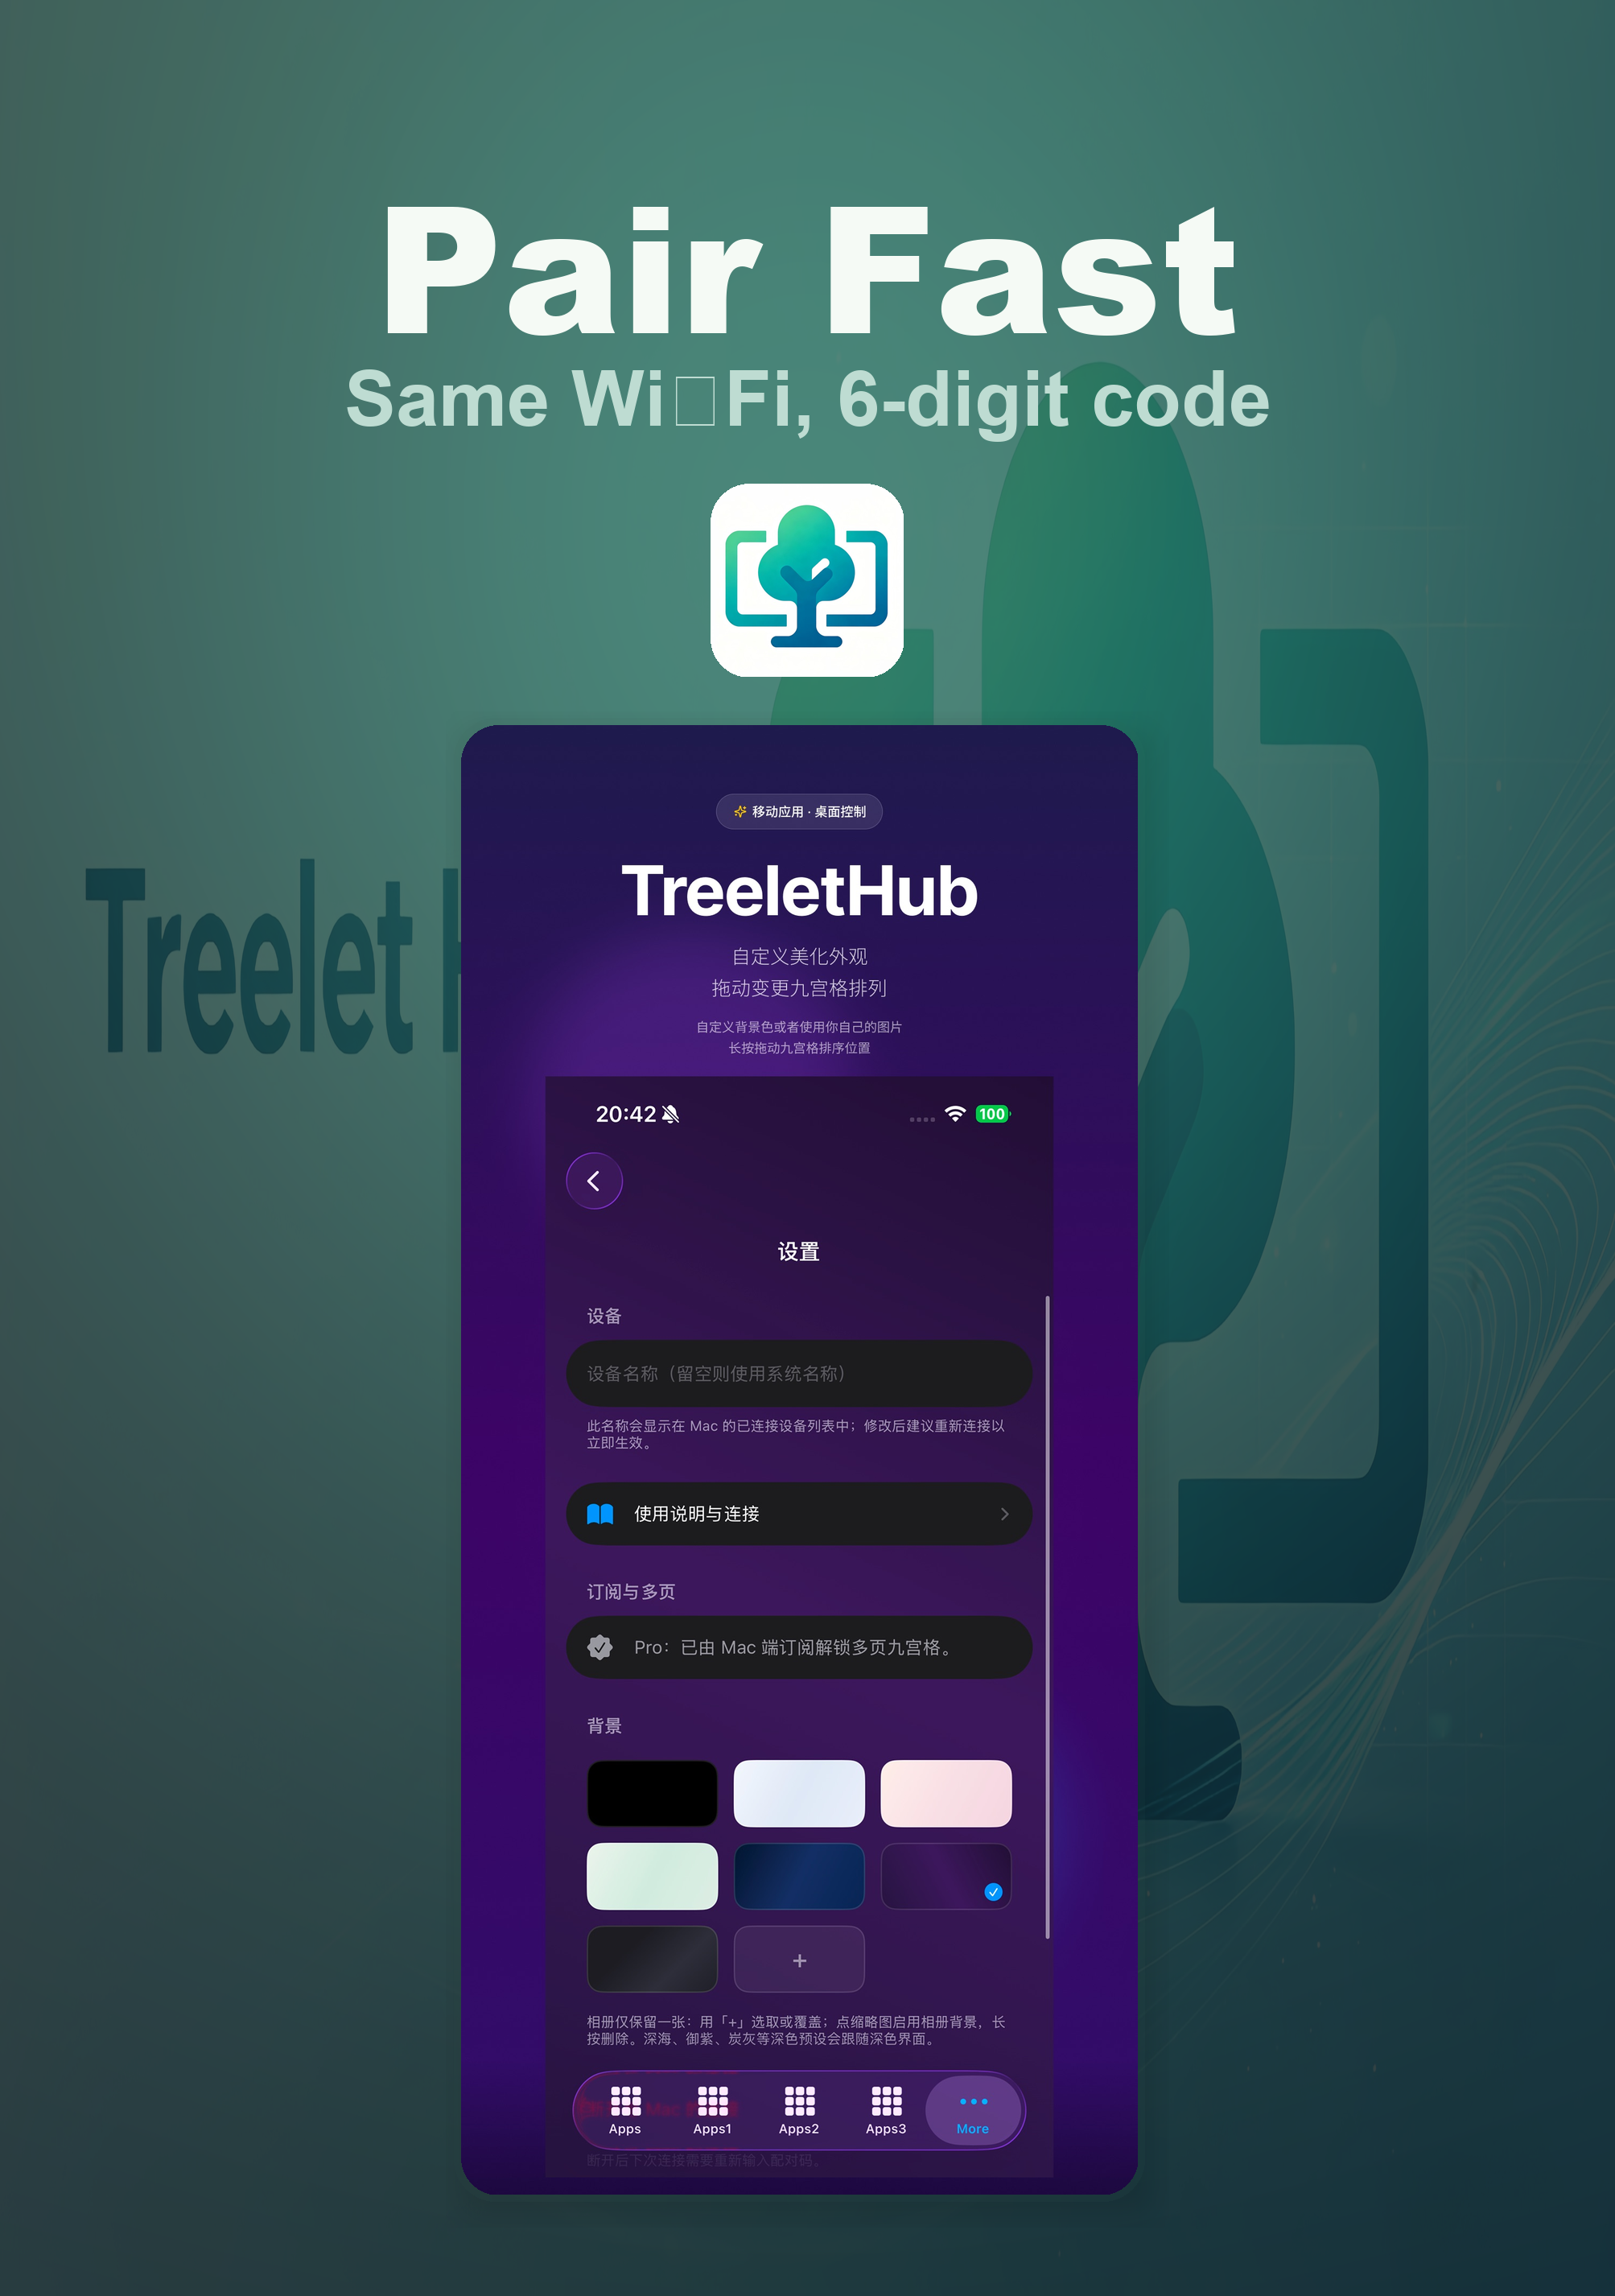 Pair Fast
Same Wi□Fi, 6-digit code
Treelet
移动应用 · 桌面控制
TreeletHub
自定义美化外观
拖动变更九宫格排列
自定义背景色或者使用你自己的图片
长按拖动九宫格排序位置
20:42
100
设置
设备
设备名称（留空则使用系统名称）
此名称会显示在 Mac 的已连接设备列表中；修改后建议重新连接以
立即生效。
使用说明与连接
订阅与多页
Pro：已由 Mac 端订阅解锁多页九宫格。
背景
+
相册仅保留一张：用「+」选取或覆盖；点缩略图启用相册背景，长
按删除。深海、御紫、炭灰等深色预设会跟随深色界面。
Mac
Apps
Apps1
Apps2
Apps3
More
断开后下次连接需要重新输入配对码。